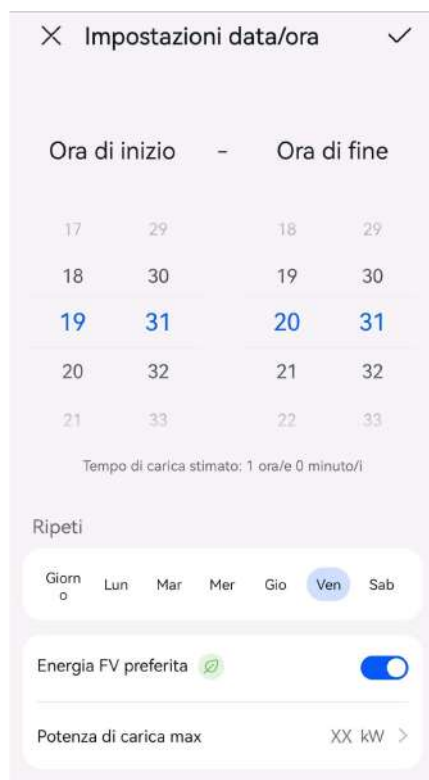 Impostazioni data/ora
Ora di inizio - Ora di fine
17 29 18 29
18 30 19 30
19 31 20 31
20 32 21 32
21 33 22 33
Tempo di carica stimato: 1 ora/e 0 minuto/i
Ripeti
Giorn
o Lun Mar Mer Gio Ven Sab
Energia FV preferita
Potenza di carica max XX kW >